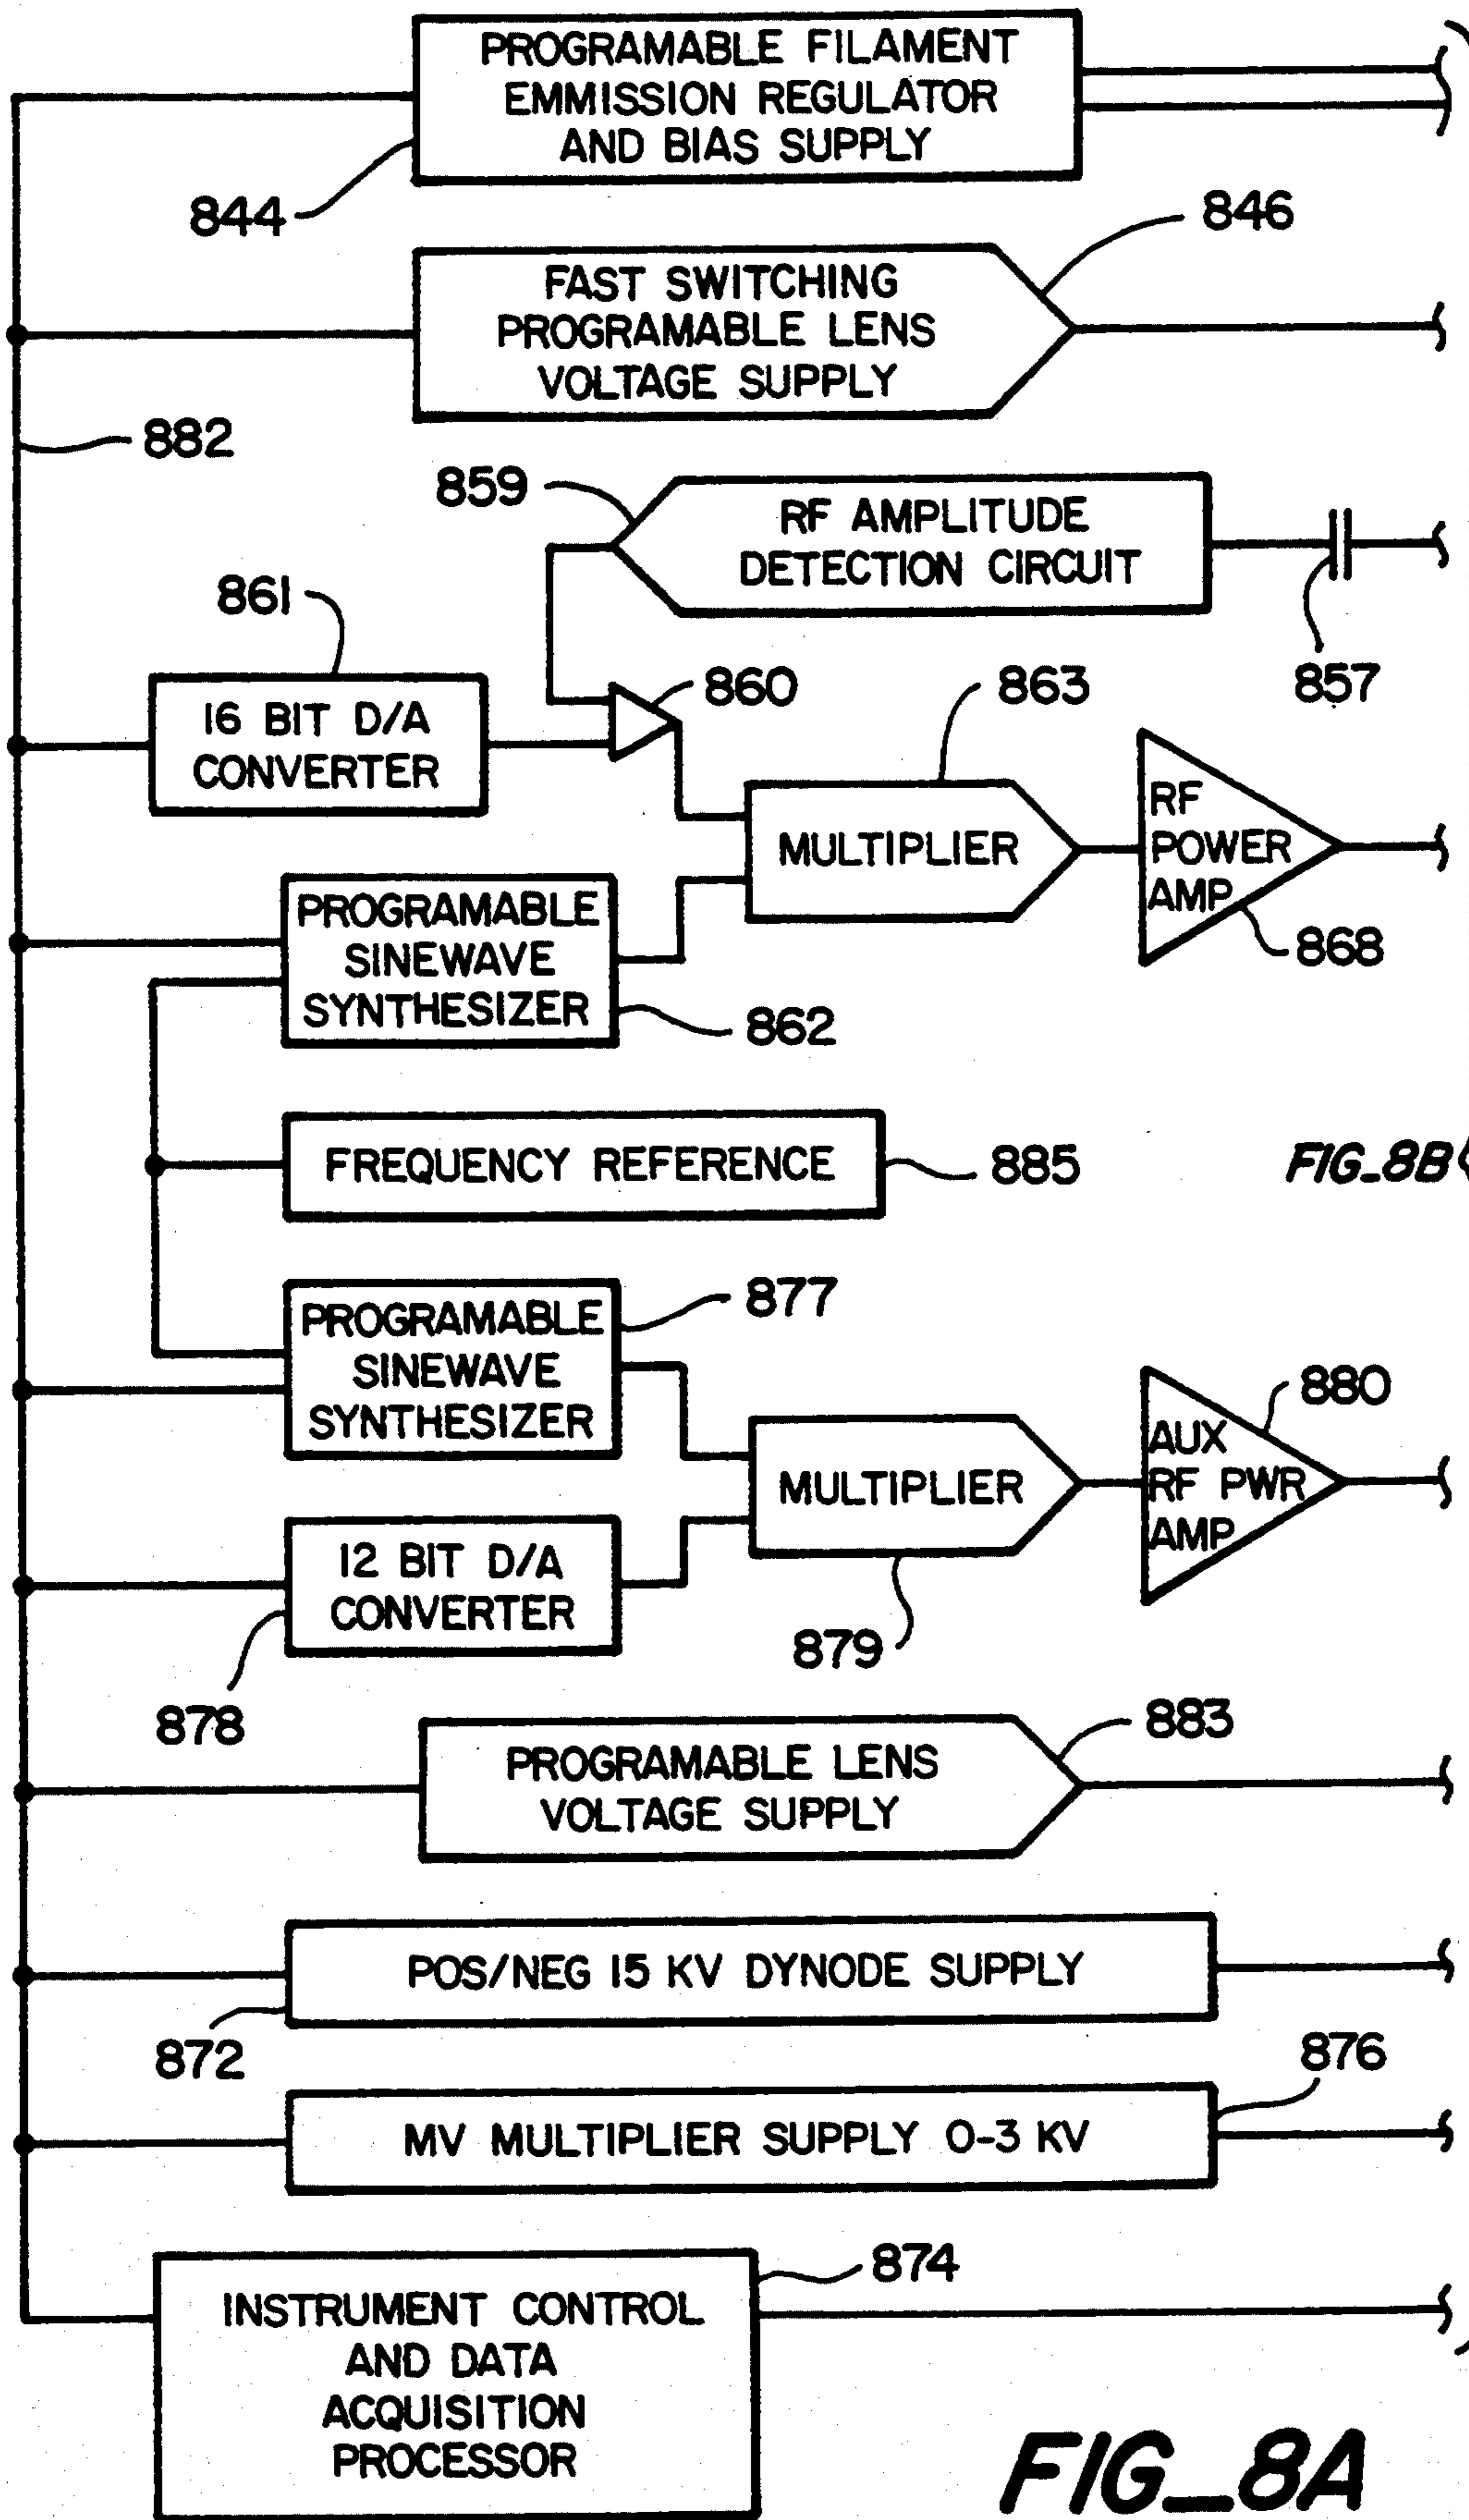 PROGRAMABLE FILAMENT
EMMISSION REGULATOR
AND BIAS SUPPLY
844
846
FAST SWITCHING
PROGRAMABLE LENS
VOLTAGE SUPPLY
882
859
RF AMPLITUDE
DETECTION CIRCUIT
861
857
860
863
16 BIT D/A
CONVERTER
MULTIPLIER
RF
POWER
AMP
868
PROGRAMABLE
SINEWAVE
SYNTHESIZER
862
FREQUENCY REFERENCE
885
FIG_8B
PROGRAMABLE
SINEWAVE
SYNTHESIZER
877
880
MULTIPLIER
AUX
RF PWR
AMP
12 BIT D/A
CONVERTER
879
878
883
PROGRAMABLE LENS
VOLTAGE SUPPLY
POS/NEG 15 KV DYNODE SUPPLY
872
876
MV MULTIPLIER SUPPLY 0-3 KV
874
INSTRUMENT CONTROL
AND DATA
ACQUISITION
PROCESSOR
FIG_8A